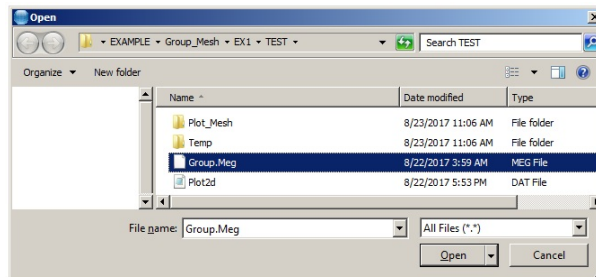 Open
EXAMPLE Group_Mesh EX1 TEST Search TEST
Organize New folder
Name Date modified Type
Plot_Mesh 8/23/2017 11:06 AM File folder
Temp 8/23/2017 11:06 AM File folder
Group.Meg 8/22/2017 3:59 AM MEG File
Plot2d 8/22/2017 5:53 PM DAT File
File name: Group.Meg All Files (*.*)
Open Cancel